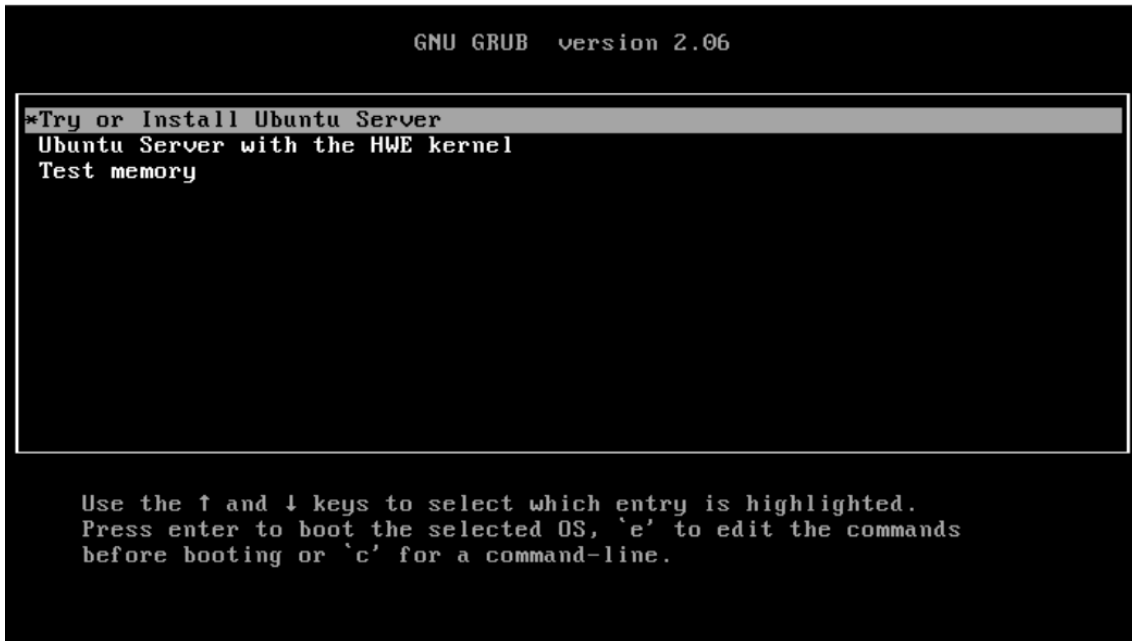 GNU GRUB  version 2.06
*Try or Install Ubuntu Server
Ubuntu Server with the HWE kernel
Test memory
Use the ↑ and ↓ keys to select which entry is highlighted.
Press enter to boot the selected OS, `e' to edit the commands
before booting or `c' for a command-line.